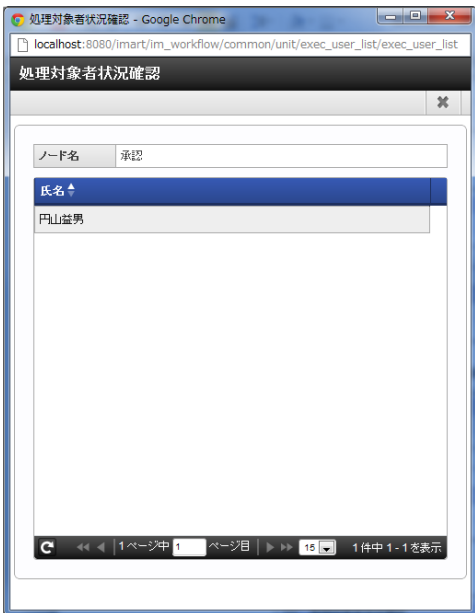 処理対象者状況確認 - Google Chrome
localhost:8080/imart/im_workflow/common/unit/exec_user_list/exec_user_list
処理対象者状況確認
ノード名 承認
氏名
円山益男
1 ページ中 1 ページ目 15 1 件中 1 - 1 を表示